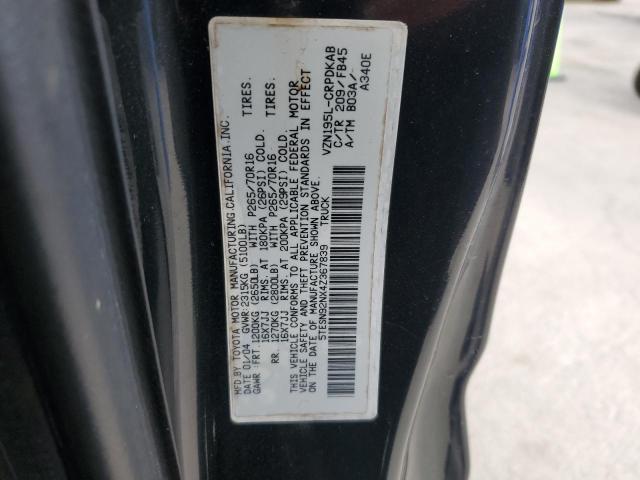 MFD.BY TOYOTA MOTOR MANUFACTURING CALIFORNIA.INC.
DATE 01/04 GVWR:2315KG (5100LB)
GAWR :FRT.1200KG (2650LB) WITH P265/70R16 TIRES.
16X7JJ RIMS. AT 180KPA (26PSI) COLD.
RR. 1270KG (2800LB) WITH P265/70R16 TIRES.
16X7JJ RIMS. AT 200KPA (29PSI) COLD.
THIS VEHICLE CONFORMS TO ALL APPLICABLE FEDERAL MOTOR
VEHICLE SAFETY AND THEFT PREVENTION STANDARDS IN EFFECT
ON THE DATE OF MANUFACTURE SHOWN ABOVE.
5TESN92NX4Z367839 TRUCK
VZN195L-CRPDKAB
C/TR 209/FB45
A/TM B03A/
A340E